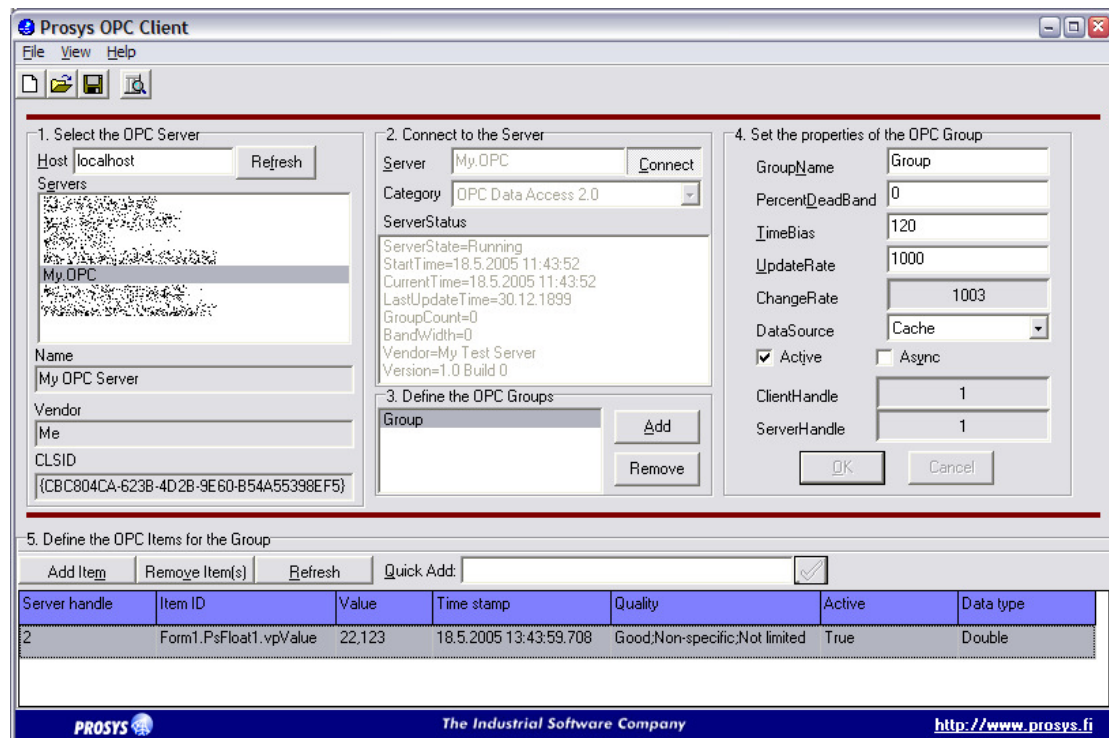 Prosys OPC Client
File View Help
1. Select the OPC Server
Host localhost Refresh
Servers
My.OPC
Name
My OPC Server
Vendor
Me
CLSID
{CBC804CA-623B-4D2B-9E60-B54A55398EF5}
2. Connect to the Server
Server My.OPC Connect
Category OPC Data Access 2.0
ServerStatus
ServerState=Running
StartTime=18.5.2005 11:43:52
CurrentTime=18.5.2005 11:43:52
LastUpdateTime=30.12.1899
GroupCount=0
BandWidth=0
Vendor=My Test Server
Version=1.0 Build 0
3. Define the OPC Groups
Group
Add
Remove
4. Set the properties of the OPC Group
GroupName Group
PercentDeadBand 0
TimeBias 120
UpdateRate 1000
ChangeRate 1003
DataSource Cache
Active Async
ClientHandle 1
ServerHandle 1
OK Cancel
5. Define the OPC Items for the Group
Add Item Remove Item(s) Refresh Quick Add:
Server handle Item ID Value Time stamp Quality Active Data type
2 Form1.PsFloat1.vpValue 22,123 18.5.2005 13:43:59.708 Good;Non-specific;Not limited True Double
PROSYS The Industrial Software Company http://www.prosys.fi